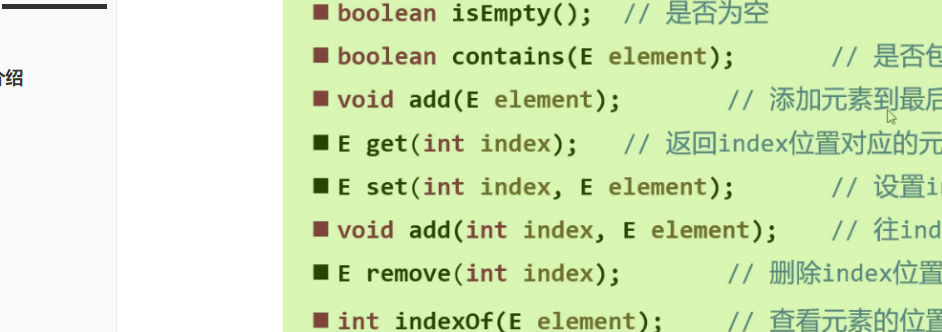 介绍
boolean isEmpty(); // 是否为空
boolean contains(E element); // 是否包
void add(E element); // 添加元素到最后
E get(int index); // 返回index位置对应的元
E set(int index, E element); // 设置in
void add(int index, E element); // 往ind
E remove(int index); // 删除index位置
int indexOf(E element); // 查看元素的位置